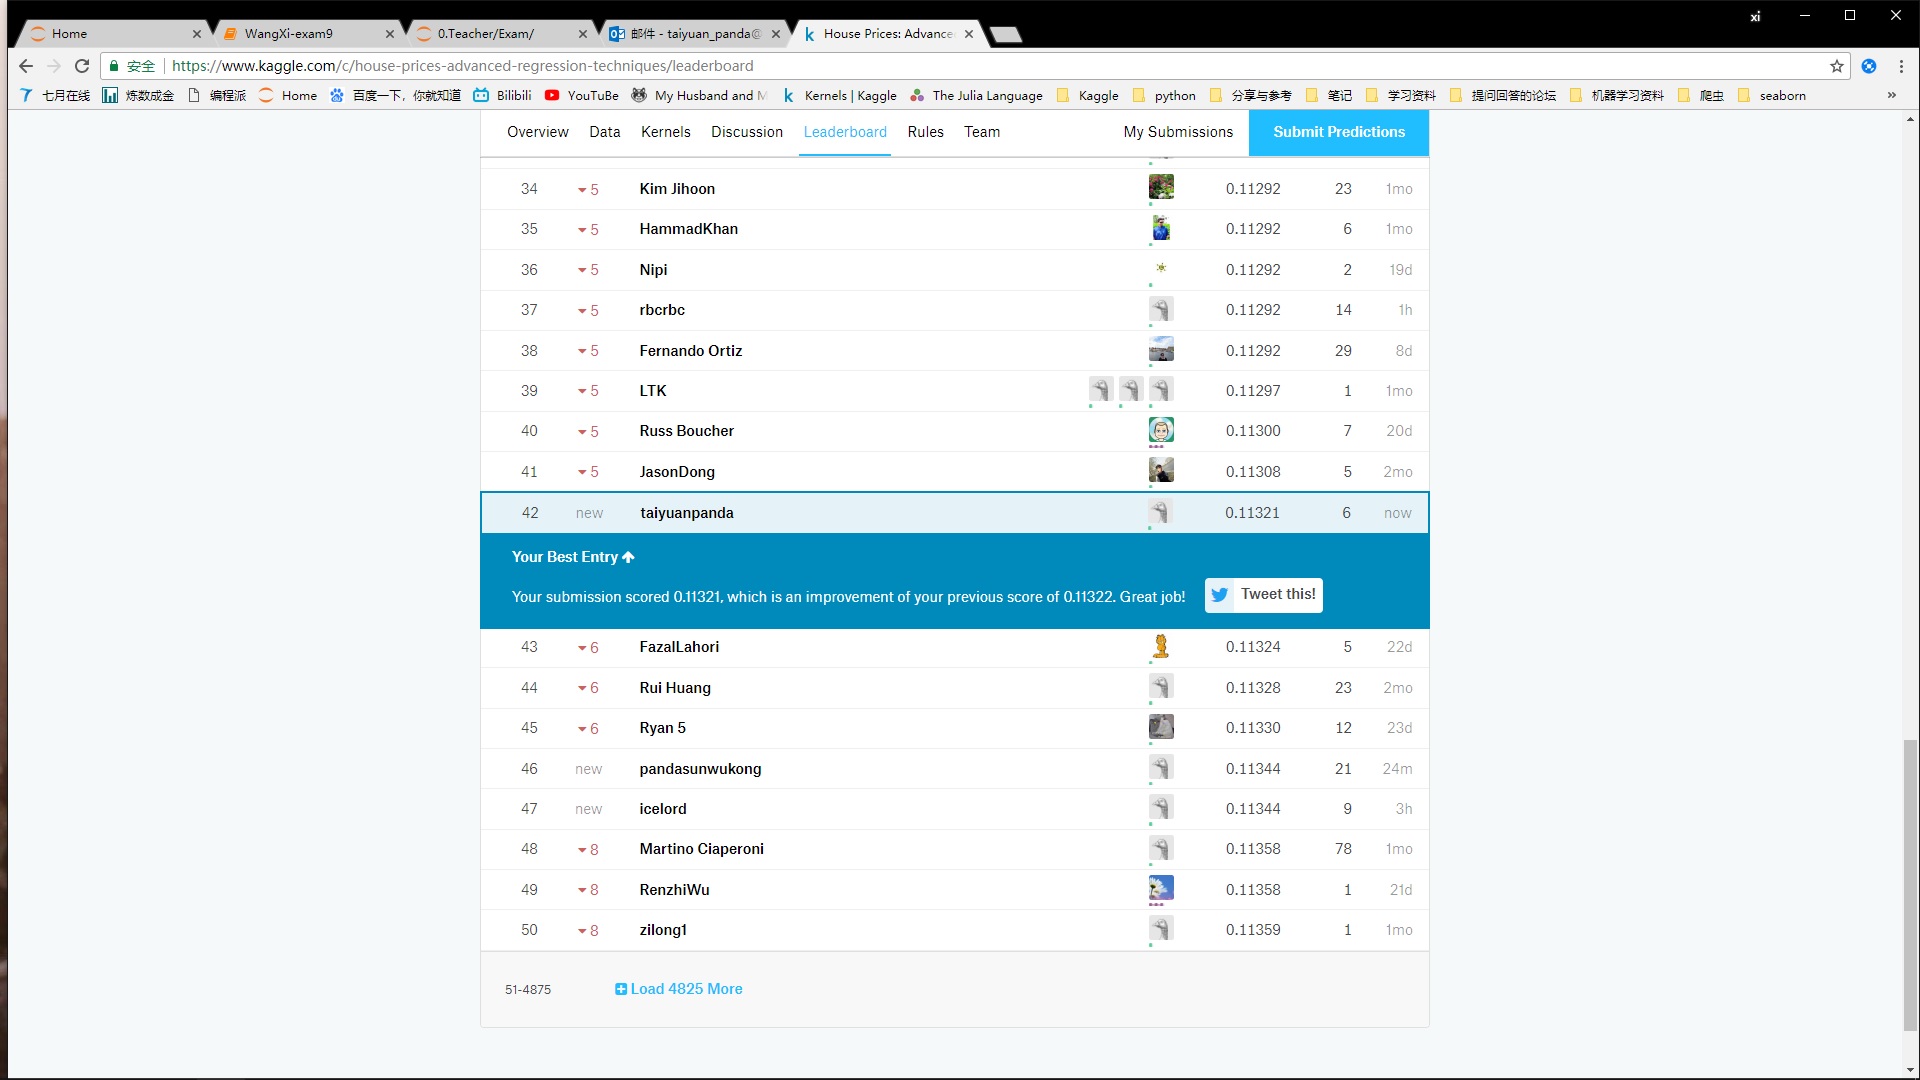 xi
Home
WangXi-exam9
0.Teacher/Exam/
邮件 - taiyuan_panda@
House Prices: Advance
安全 https://www.kaggle.com/c/house-prices-advanced-regression-techniques/leaderboard
七月在线 炼数成金 编程派 Home 百度一下，你就知道 Bilibili YouTuBe My Husband and M Kernels | Kaggle The Julia Language Kaggle python 分享与参考 笔记 学习资料 提问回答的论坛 机器学习资料 爬虫 seaborn »
Overview Data Kernels Discussion Leaderboard Rules Team My Submissions Submit Predictions
34 5 Kim Jihoon 0.11292 23 1mo
35 5 HammadKhan 0.11292 6 1mo
36 5 Nipi 0.11292 2 19d
37 5 rbcrbc 0.11292 14 1h
38 5 Fernando Ortiz 0.11292 29 8d
39 5 LTK 0.11297 1 1mo
40 5 Russ Boucher 0.11300 7 20d
41 5 JasonDong 0.11308 5 2mo
42 new taiyuanpanda 0.11321 6 now
Your Best Entry
Your submission scored 0.11321, which is an improvement of your previous score of 0.11322. Great job! Tweet this!
43 6 FazalLahori 0.11324 5 22d
44 6 Rui Huang 0.11328 23 2mo
45 6 Ryan 5 0.11330 12 23d
46 new pandasunwukong 0.11344 21 24m
47 new icelord 0.11344 9 3h
48 8 Martino Ciaperoni 0.11358 78 1mo
49 8 RenzhiWu 0.11358 1 21d
50 8 zilong1 0.11359 1 1mo
51-4875 Load 4825 More